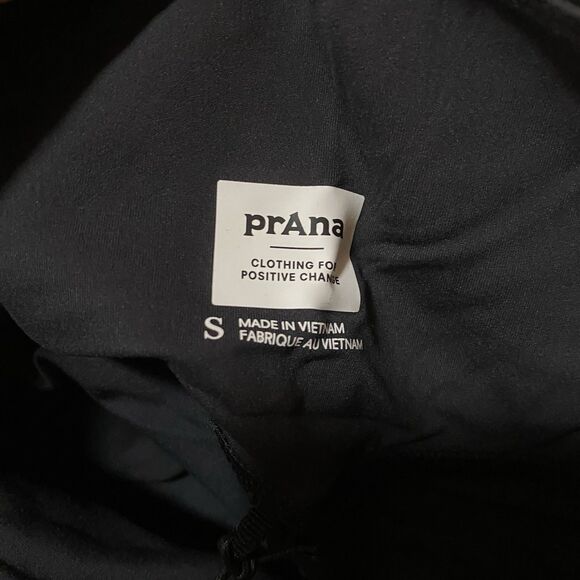 prAna
CLOTHING FOR
POSITIVE CHANGE
S
MADE IN VIETNAM
FABRIQUE AU VIETNAM